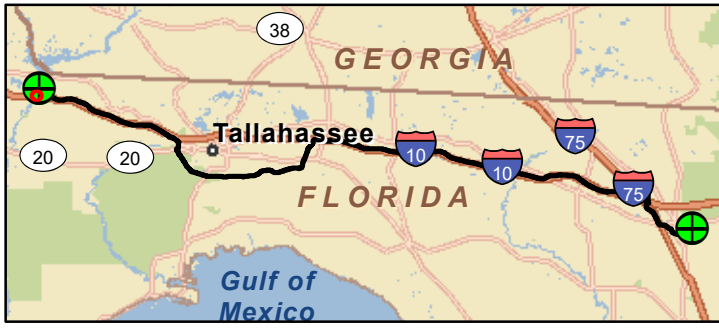 38
GEORGIA
Tallahassee
75
20
20
10
10
FLORIDA
75
Gulf of
Mexico